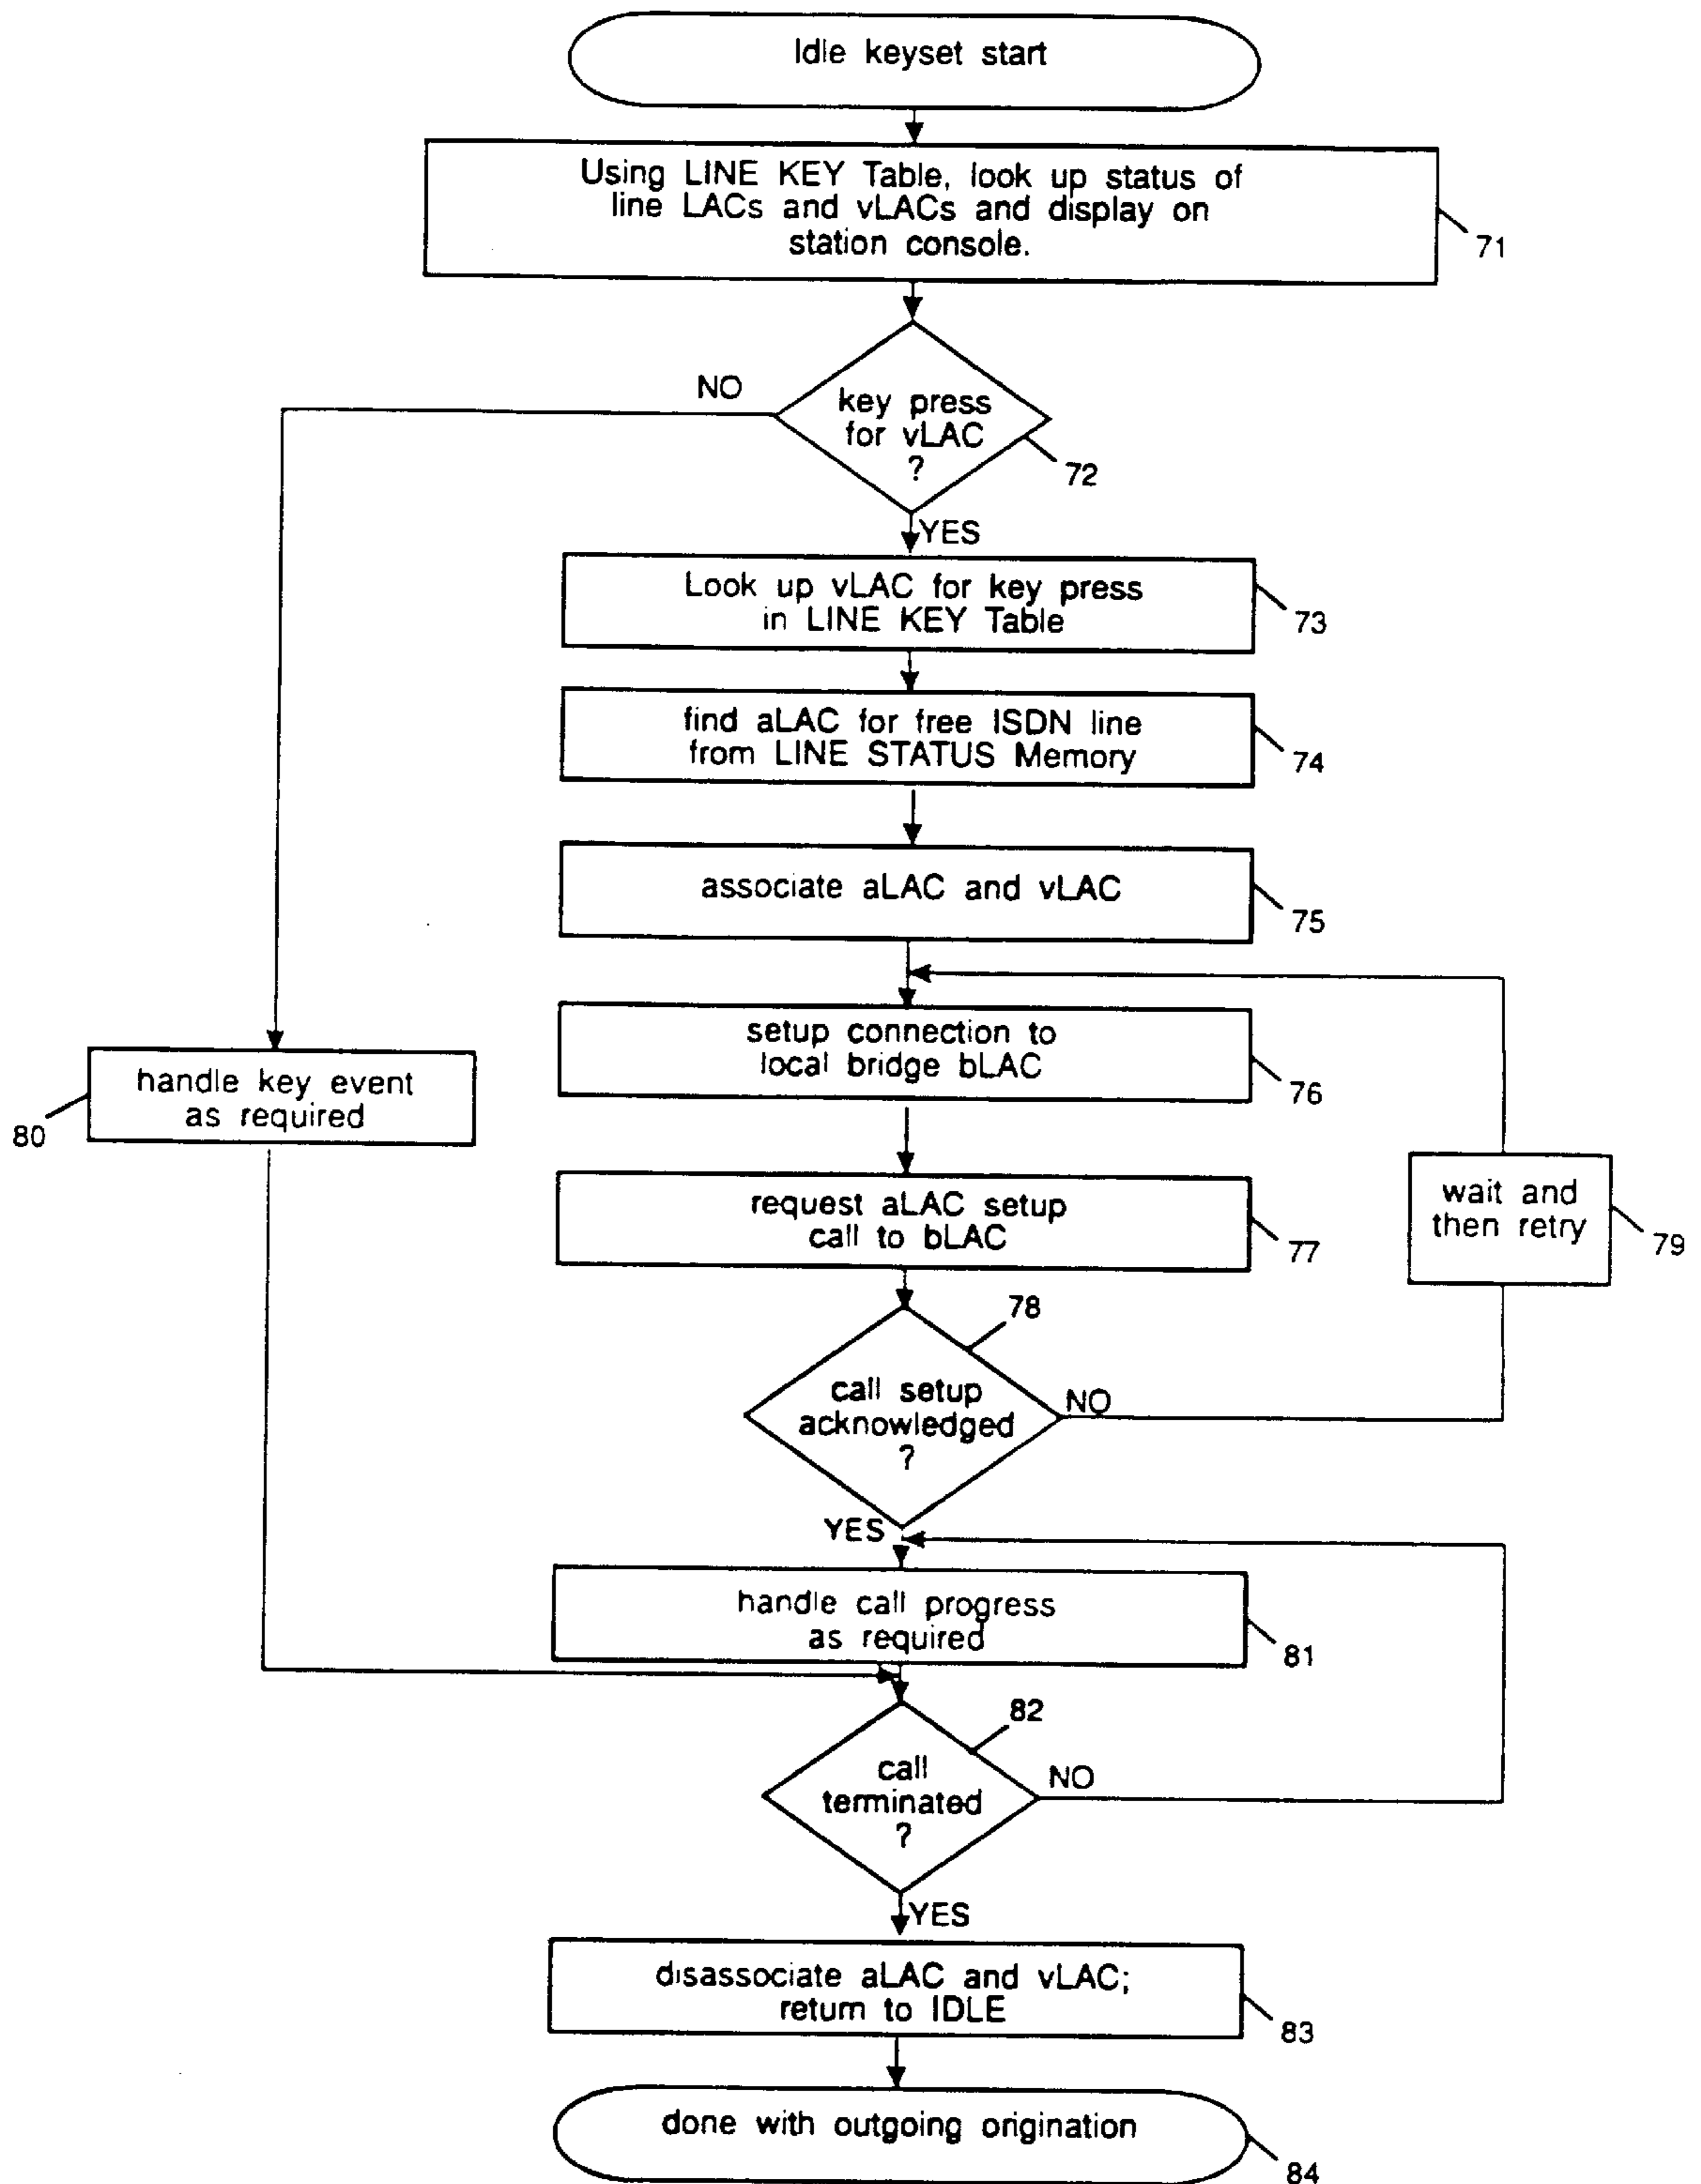 Idle keyset start
Using LINE KEY Table, look up status of
line LACs and vLACs and display on
station console.
71
NO
key press
for vLAC
?
72
YES
Look up vLAC for key press
in LINE KEY Table
73
find aLAC for free ISDN line
from LINE STATUS Memory
74
associate aLAC and vLAC
75
setup connection to
local bridge bLAC
76
handle key event
as required
80
request aLAC setup
call to bLAC
77
wait and
then retry
79
78
call setup
acknowledged
?
NO
YES
handle call progress
as required
81
82
call
terminated
?
NO
YES
disassociate aLAC and vLAC;
return to IDLE
83
done with outgoing origination
84